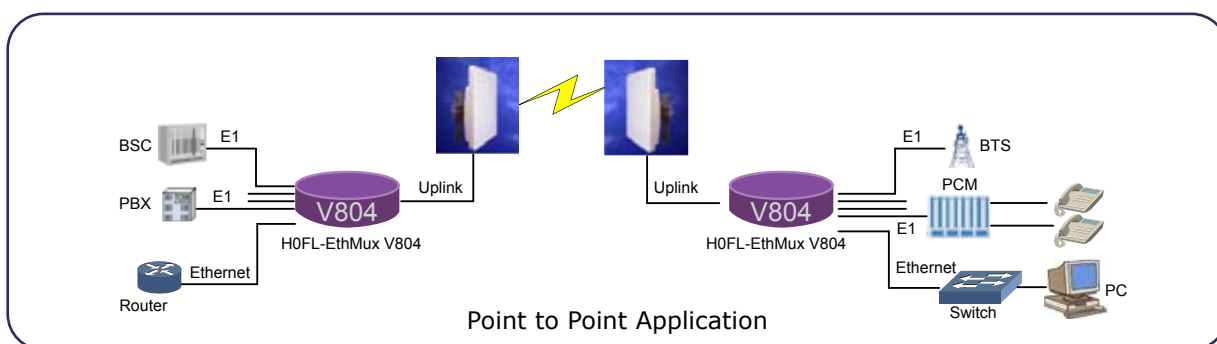 BSC
E1
PBX
E1
Router
Ethernet
V804
H0FL-EthMux V804
Uplink
Uplink
V804
H0FL-EthMux V804
E1
BTS
PCM
E1
Ethernet
Switch
PC
Point to Point Application